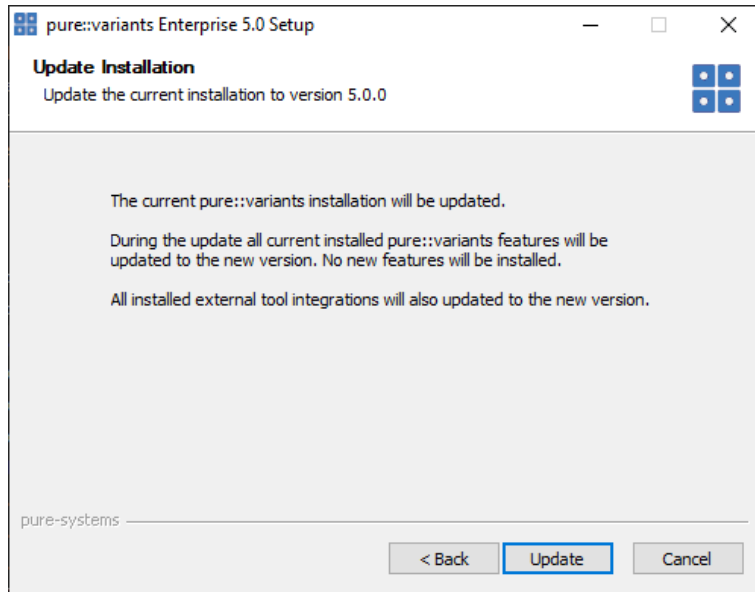 pure::variants Enterprise 5.0 Setup
Update Installation
Update the current installation to version 5.0.0
The current pure::variants installation will be updated.
During the update all current installed pure::variants features will be
updated to the new version. No new features will be installed.
All installed external tool integrations will also updated to the new version.
pure-systems
< Back
Update
Cancel